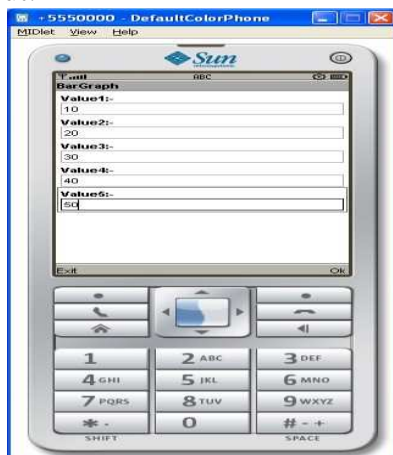 +5550000 - DefaultColorPhone
MIDlet View Help
Sun
ABC
BarGraph
Value1:-
10
Value2:-
20
Value3:-
30
Value4:-
40
Value5:-
50
Exit Ok
1 2 ABC 3 DEF
4 GHI 5 JKL 6 MNO
7 PQRS 8 TUV 9 WXYZ
* . 0 # - +
SHIFT SPACE